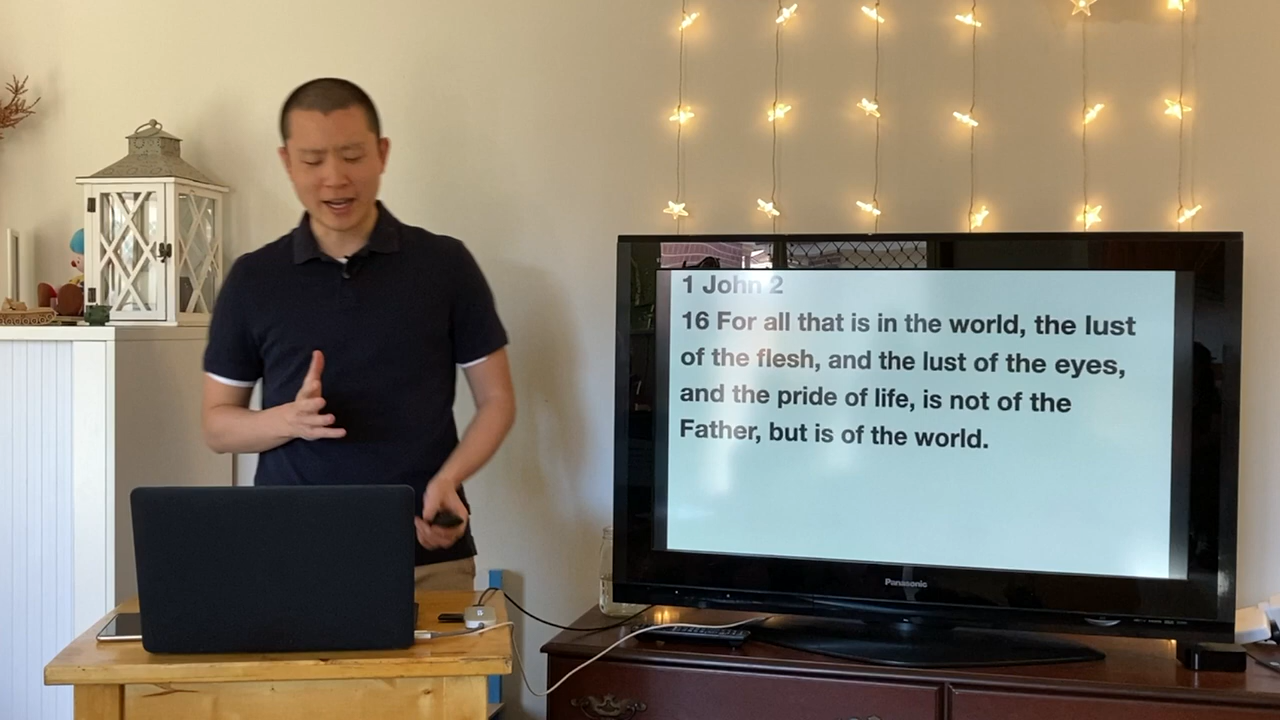 1 John 2
16 For all that is in the world, the lust
of the flesh, and the lust of the eyes,
and the pride of life, is not of the
Father, but is of the world.
Panasonic